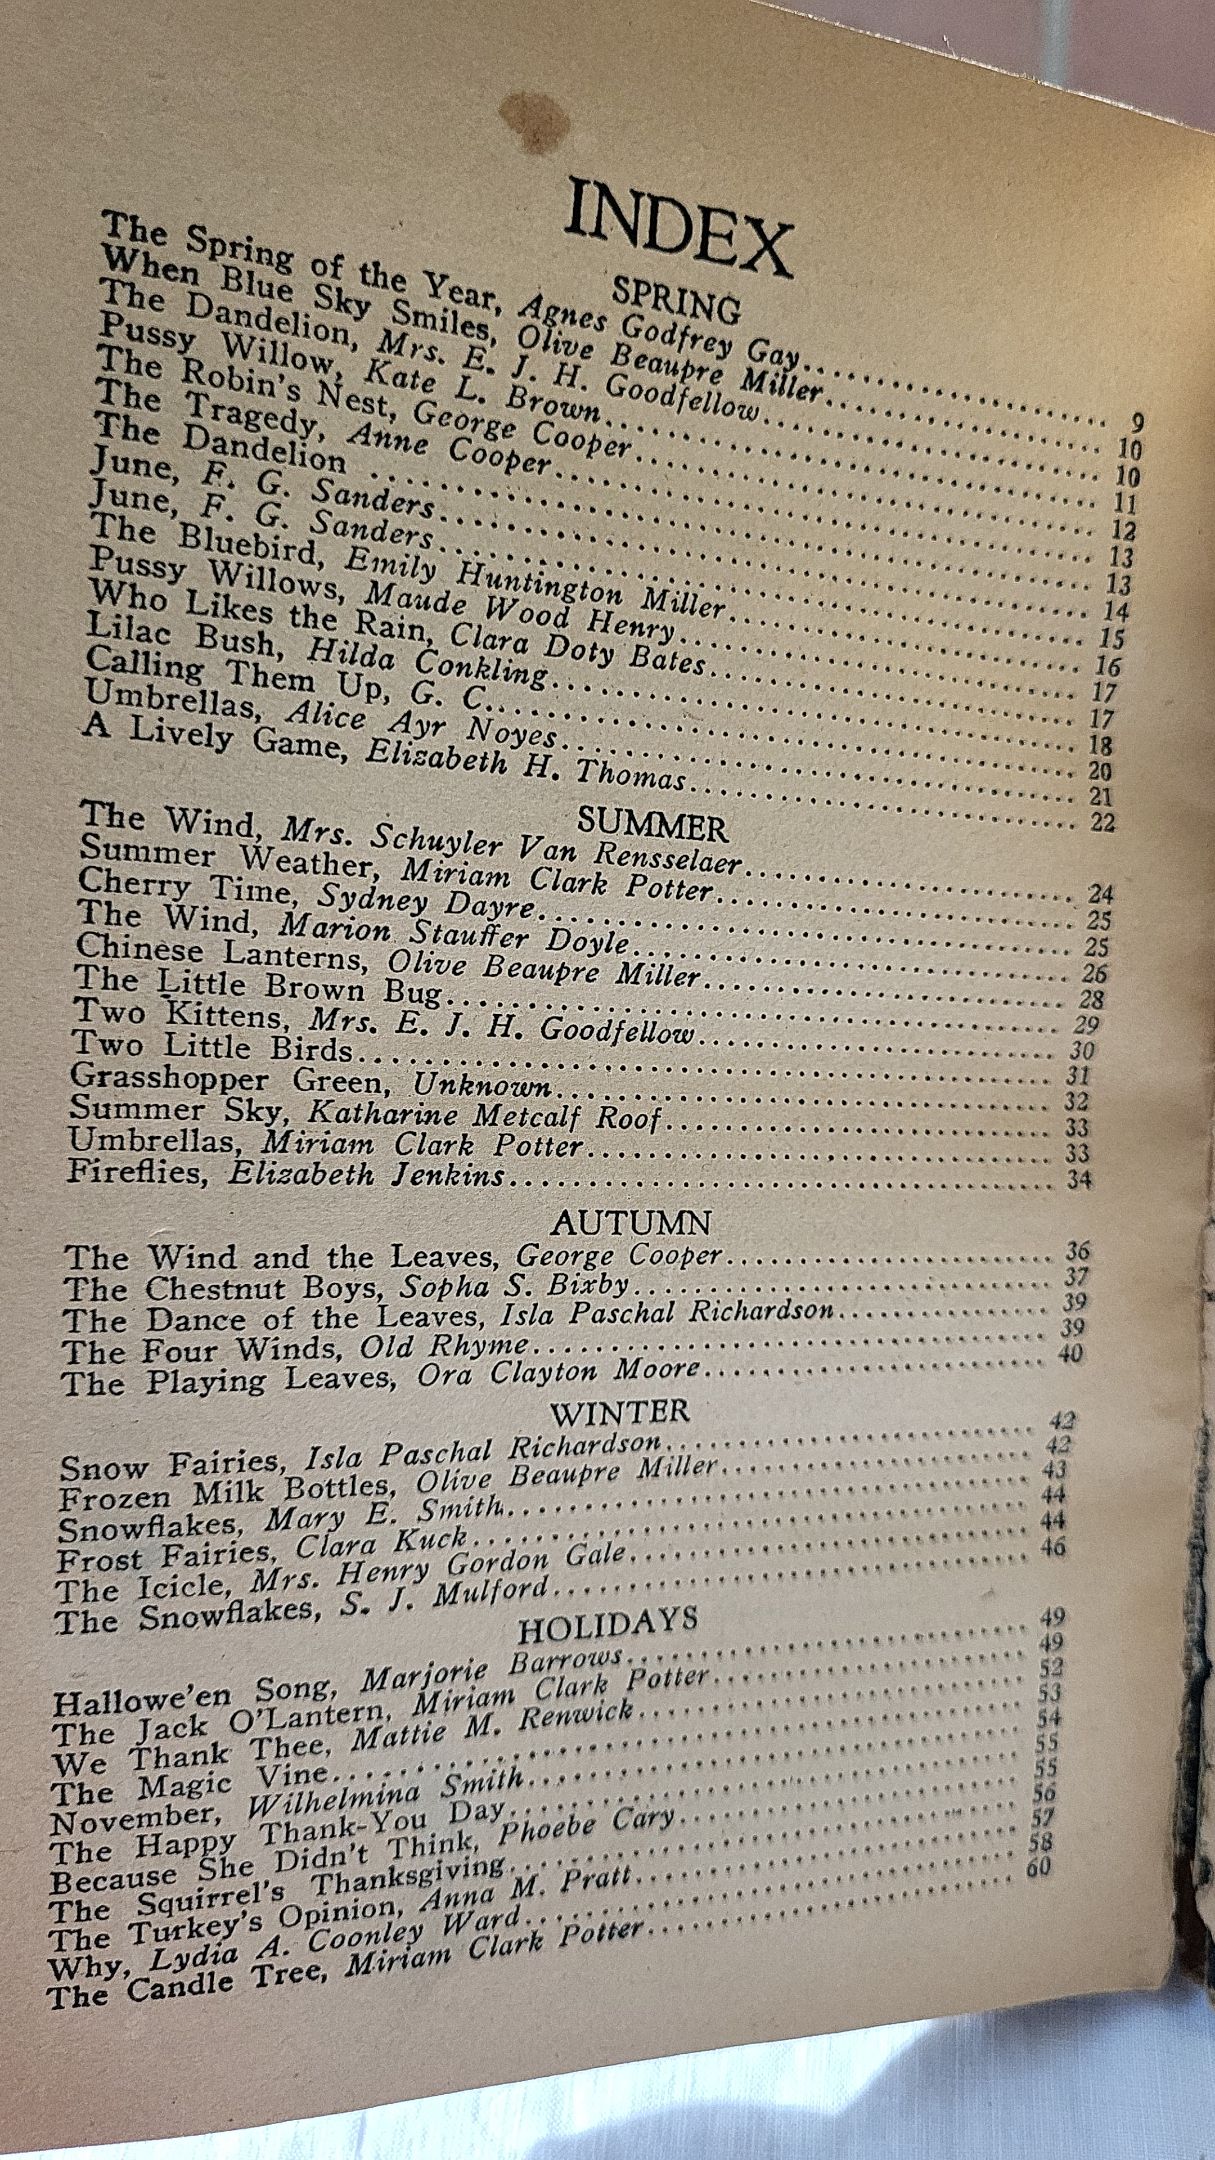 INDEX
SPRING
The Spring of the Year, Agnes Godfrey Gay.................... 9
When Blue Sky Smiles, Olive Beaupre Miller.................... 10
The Dandelion, Mrs. E. J. H. Goodfellow.................... 10
Pussy Willow, Kate L. Brown.................... 11
The Robin's Nest, George Cooper.................... 12
The Tragedy, Anne Cooper.................... 13
The Dandelion .................... 13
June, F. G. Sanders.................... 14
June, F. G. Sanders.................... 15
The Bluebird, Emily Huntington Miller.................... 16
Pussy Willows, Maude Wood Henry.................... 17
Who Likes the Rain, Clara Doty Bates.................... 17
Lilac Bush, Hilda Conkling.................... 18
Calling Them Up, G. C..................... 20
Umbrellas, Alice Ayr Noyes.................... 21
A Lively Game, Elizabeth H. Thomas.................... 22
SUMMER
The Wind, Mrs. Schuyler Van Rensselaer.................... 24
Summer Weather, Miriam Clark Potter.................... 25
Cherry Time, Sydney Dayre.................... 25
The Wind, Marion Stauffer Doyle.................... 26
Chinese Lanterns, Olive Beaupre Miller.................... 28
The Little Brown Bug.................... 29
Two Kittens, Mrs. E. J. H. Goodfellow.................... 30
Two Little Birds.................... 31
Grasshopper Green, Unknown.................... 32
Summer Sky, Katharine Metcalf Roof.................... 33
Umbrellas, Miriam Clark Potter.................... 33
Fireflies, Elizabeth Jenkins.................... 34
AUTUMN
The Wind and the Leaves, George Cooper.................... 36
The Chestnut Boys, Sopha S. Bixby.................... 37
The Dance of the Leaves, Isla Paschal Richardson.................... 39
The Four Winds, Old Rhyme.................... 39
The Playing Leaves, Ora Clayton Moore.................... 40
WINTER
Snow Fairies, Isla Paschal Richardson.................... 42
Frozen Milk Bottles, Olive Beaupre Miller.................... 42
Snowflakes, Mary E. Smith.................... 43
Frost Fairies, Clara Kuck.................... 44
The Icicle, Mrs. Henry Gordon Gale.................... 44
The Snowflakes, S. J. Mulford.................... 46
HOLIDAYS
Hallowe'en Song, Marjorie Barrows.................... 49
The Jack O'Lantern, Miriam Clark Potter.................... 49
We Thank Thee, Mattie M. Renwick.................... 52
The Magic Vine.................... 53
November, Wilhelmina Smith.................... 54
The Happy Thank-You Day.................... 55
Because She Didn't Think, Phoebe Cary.................... 55
The Squirrel's Thanksgiving.................... 56
The Turkey's Opinion, Anna M. Pratt.................... 57
Why, Lydia A. Coonley Ward.................... 58
The Candle Tree, Miriam Clark Potter.................... 60